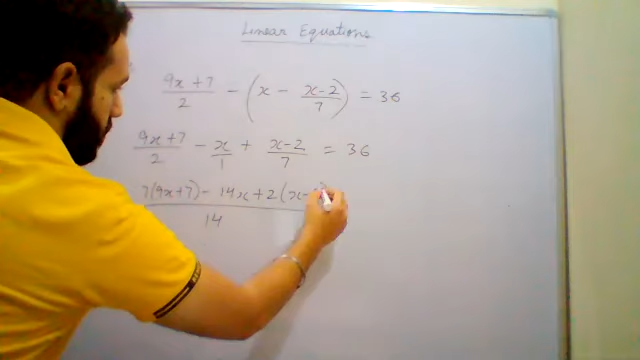 Linear Equations
(9x+7)/2 - (x - (x-2)/7) = 36
(9x+7)/2 - x/1 + (x-2)/7 = 36
(7(9x+7) - 14x + 2(x-)/14